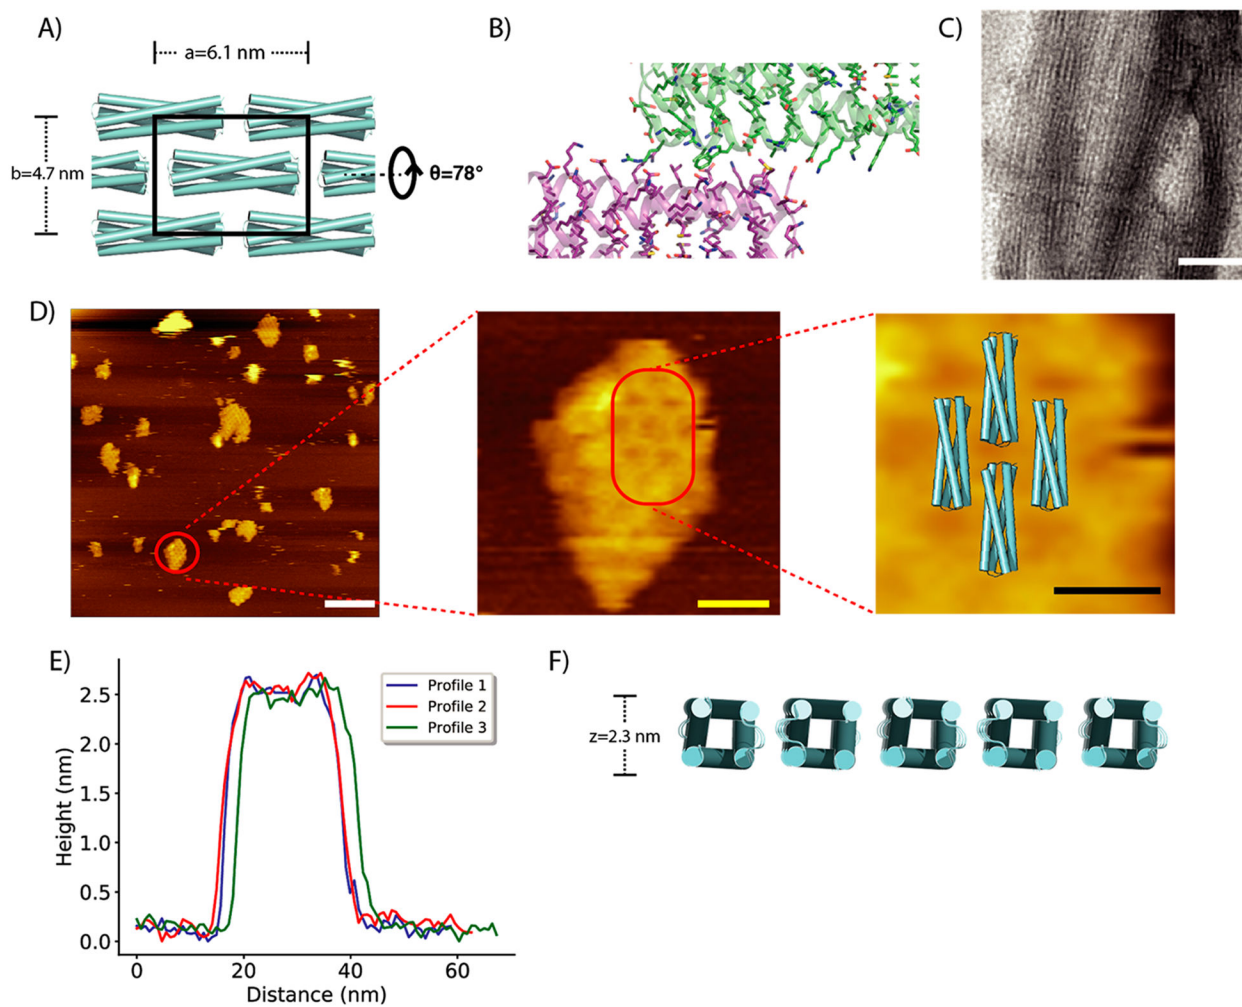 A)
a=6.1 nm
b=4.7 nm
θ=78°
B)
C)
D)
E)
Height (nm)
2.5
2.0
1.5
1.0
0.5
0.0
0
20
40
60
Distance (nm)
Profile 1
Profile 2
Profile 3
F)
z=2.3 nm